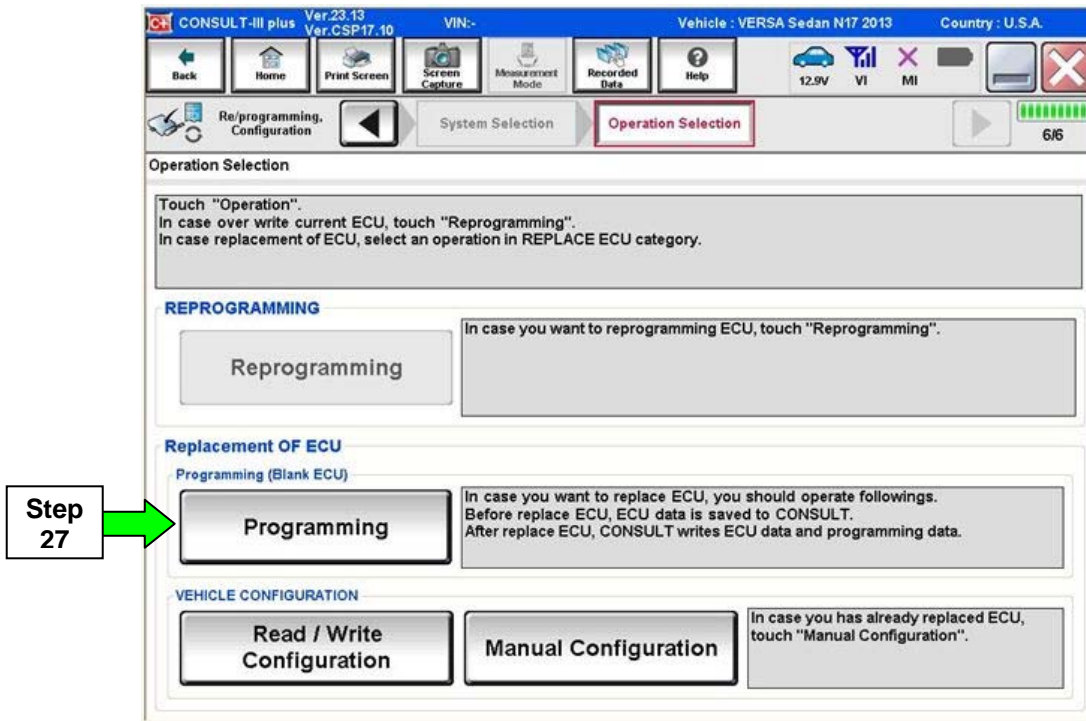 CONSULT-III plus Ver.23.13 VIN:- Vehicle : VERSA Sedan N17 2013 Country : U.S.A.
Ver.CSP17.10
Back
Home
Print Screen
Screen
Capture
Measurement
Mode
Recorded
Data
Help
12.9V
VI
MI
Re/programming,
Configuration
System Selection
Operation Selection
6/6
Operation Selection
Touch "Operation".
In case over write current ECU, touch "Reprogramming".
In case replacement of ECU, select an operation in REPLACE ECU category.
REPROGRAMMING
Reprogramming
In case you want to reprogramming ECU, touch "Reprogramming".
Replacement OF ECU
Programming (Blank ECU)
Step
27
Programming
In case you want to replace ECU, you should operate followings.
Before replace ECU, ECU data is saved to CONSULT.
After replace ECU, CONSULT writes ECU data and programming data.
VEHICLE CONFIGURATION
Read / Write
Configuration
Manual Configuration
In case you has already replaced ECU,
touch "Manual Configuration".